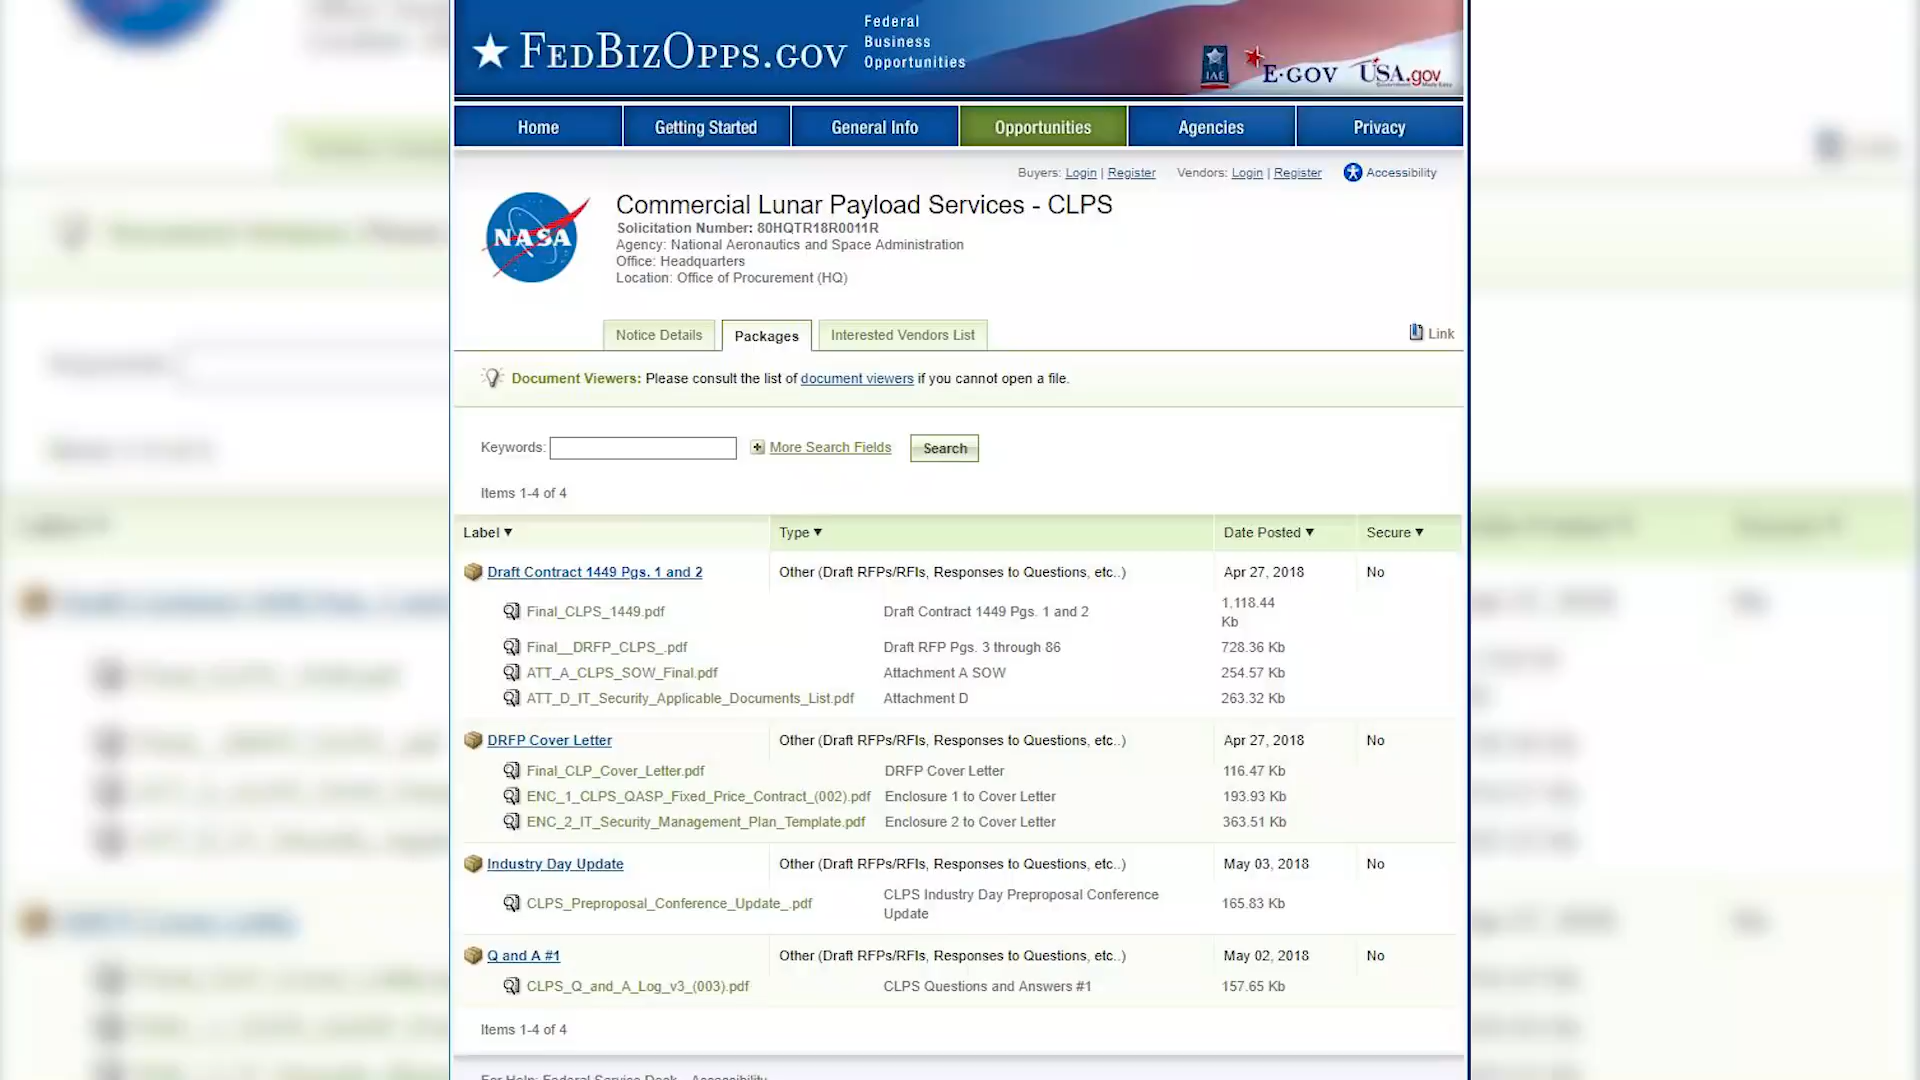 ★ FEDBIZOPPS.GOV
Federal
Business
Opportunities
IAE
E-GOV
USA.gov
Home
Getting Started
General Info
Opportunities
Agencies
Privacy
Buyers: Login | Register Vendors: Login | Register Accessibility
NASA
Commercial Lunar Payload Services - CLPS
Solicitation Number: 80HQTR18R0011R
Agency: National Aeronautics and Space Administration
Office: Headquarters
Location: Office of Procurement (HQ)
Notice Details
Packages
Interested Vendors List
Link
Document Viewers: Please consult the list of document viewers if you cannot open a file.
Keywords:
More Search Fields
Search
Items 1-4 of 4
Label ▼ Type ▼ Date Posted ▼ Secure ▼
Draft Contract 1449 Pgs. 1 and 2 Other (Draft RFPs/RFIs, Responses to Questions, etc..) Apr 27, 2018 No
Final_CLPS_1449.pdf Draft Contract 1449 Pgs. 1 and 2 1,118.44
Kb
Final__DRFP_CLPS_.pdf Draft RFP Pgs. 3 through 86 728.36 Kb
ATT_A_CLPS_SOW_Final.pdf Attachment A SOW 254.57 Kb
ATT_D_IT_Security_Applicable_Documents_List.pdf Attachment D 263.32 Kb
DRFP Cover Letter Other (Draft RFPs/RFIs, Responses to Questions, etc..) Apr 27, 2018 No
Final_CLP_Cover_Letter.pdf DRFP Cover Letter 116.47 Kb
ENC_1_CLPS_QASP_Fixed_Price_Contract_(002).pdf Enclosure 1 to Cover Letter 193.93 Kb
ENC_2_IT_Security_Management_Plan_Template.pdf Enclosure 2 to Cover Letter 363.51 Kb
Industry Day Update Other (Draft RFPs/RFIs, Responses to Questions, etc..) May 03, 2018 No
CLPS_Preproposal_Conference_Update_.pdf CLPS Industry Day Preproposal Conference
Update 165.83 Kb
Q and A #1 Other (Draft RFPs/RFIs, Responses to Questions, etc..) May 02, 2018 No
CLPS_Q_and_A_Log_v3_(003).pdf CLPS Questions and Answers #1 157.65 Kb
Items 1-4 of 4
For Help: Federal Service Desk Accessibility